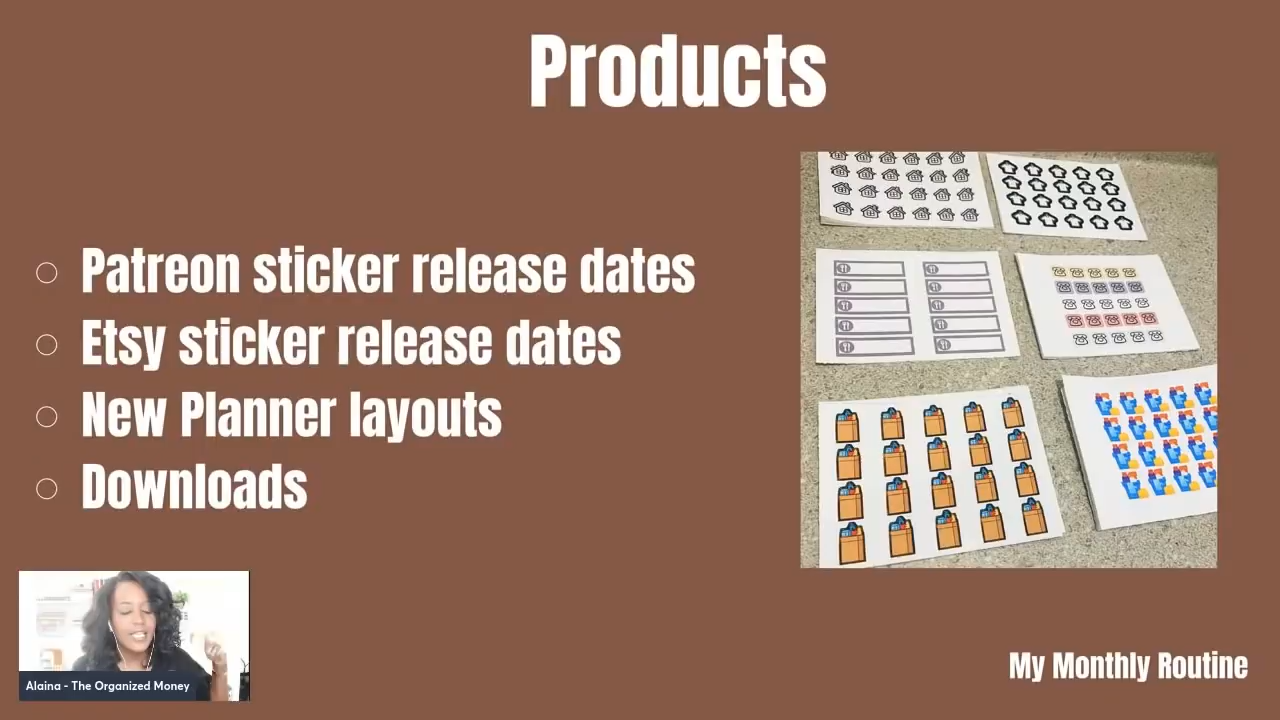 Products
Patreon sticker release dates
Etsy sticker release dates
New Planner layouts
Downloads
Alaina - The Organized Money
My Monthly Routine